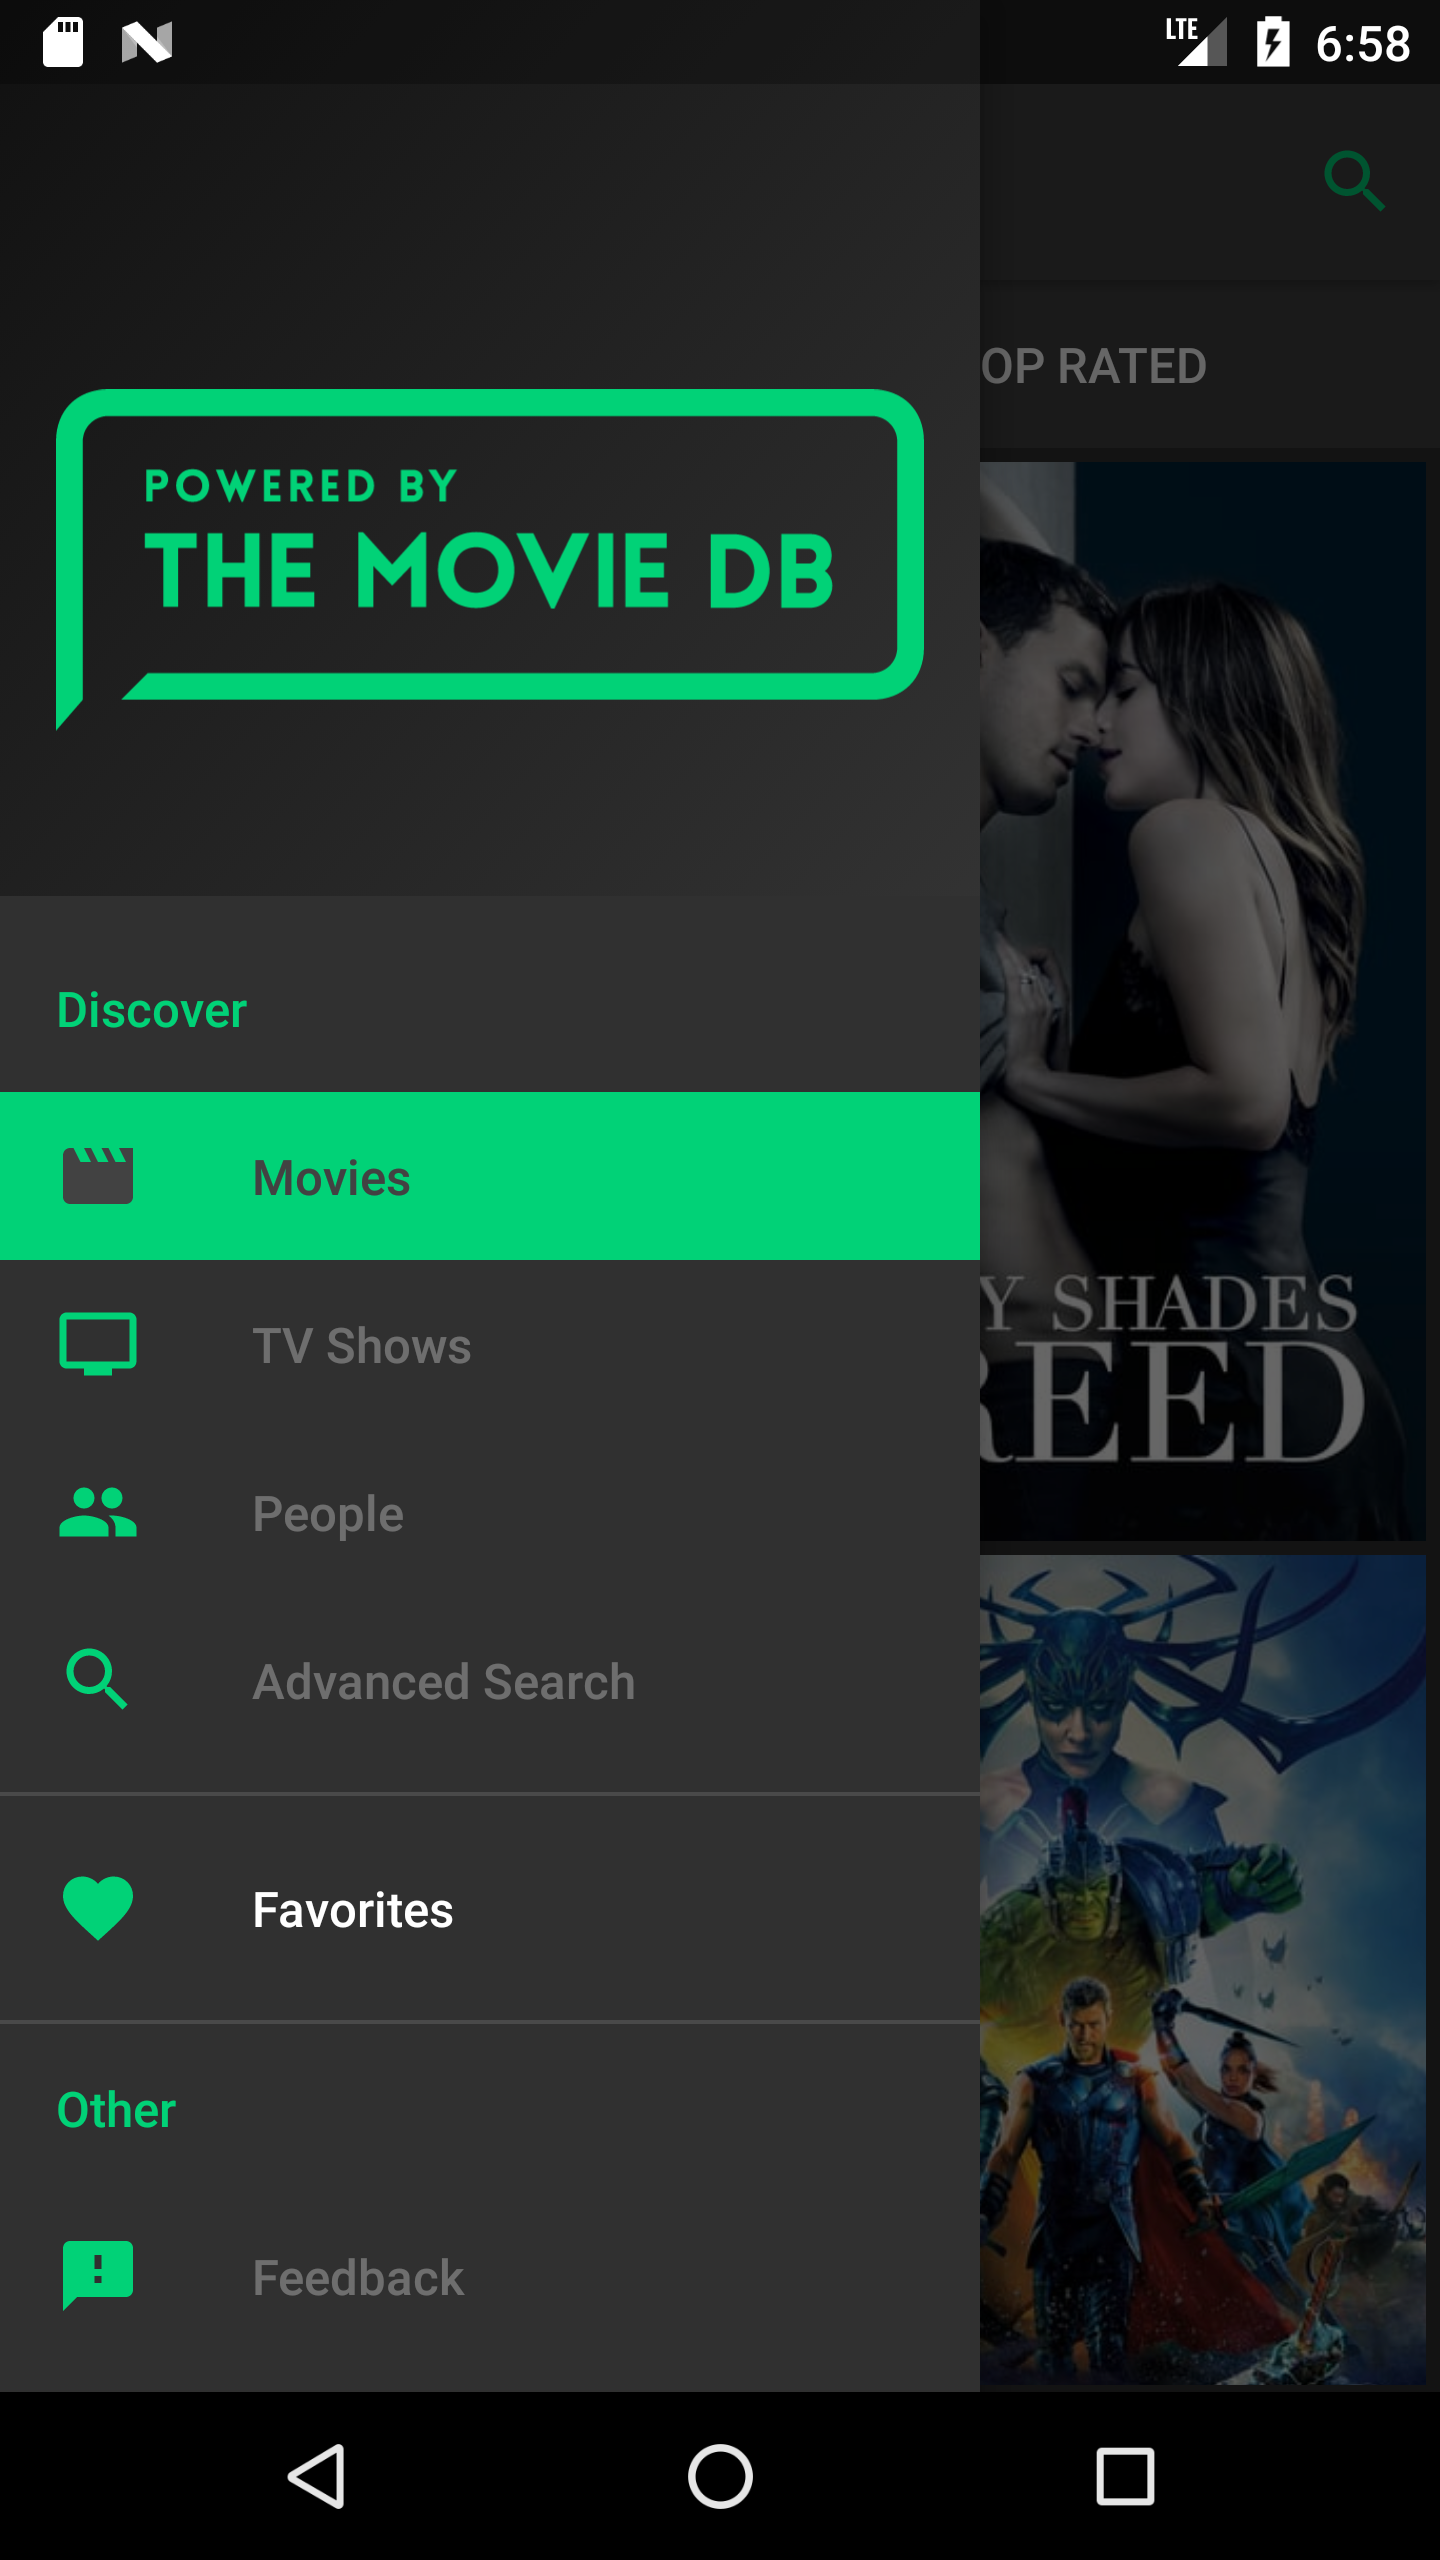 LTE 6:58
OP RATED
POWERED BY
THE MOVIE DB
Discover
Movies
TV Shows
People
Advanced Search
Favorites
Other
Feedback
Y SHADES
REED